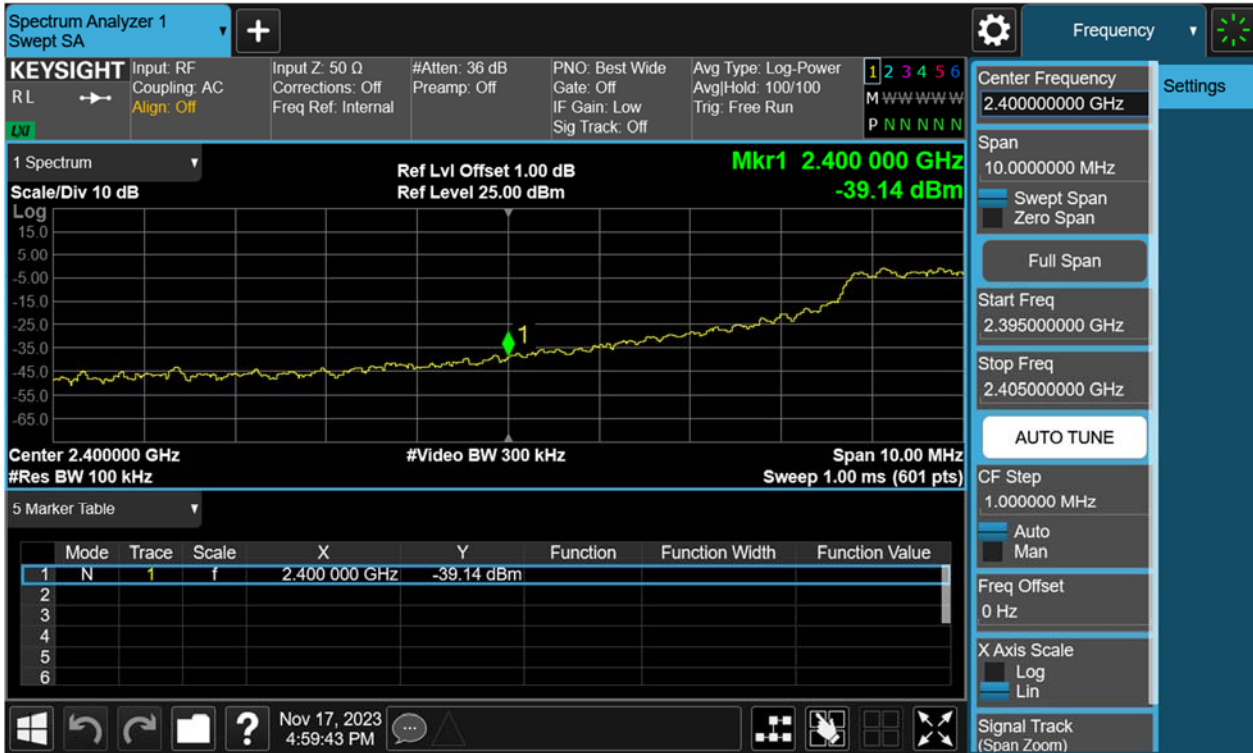 Spectrum Analyzer 1
Swept SA
+
Frequency
KEYSIGHT
RL
LXI
Input: RF
Coupling: AC
Align: Off
Input Z: 50 Ω
Corrections: Off
Freq Ref: Internal
#Atten: 36 dB
Preamp: Off
PNO: Best Wide
Gate: Off
IF Gain: Low
Sig Track: Off
Avg Type: Log-Power
Avg|Hold: 100/100
Trig: Free Run
1 2 3 4 5 6
M W W W W W W
P N N N N N N
1 Spectrum
Scale/Div 10 dB
Ref Lvl Offset 1.00 dB
Ref Level 25.00 dBm
Mkr1 2.400 000 GHz
-39.14 dBm
Log
15.0
5.00
-5.00
-15.0
-25.0
-35.0
-45.0
-55.0
-65.0
1
Center 2.400000 GHz
#Res BW 100 kHz
#Video BW 300 kHz
Span 10.00 MHz
Sweep 1.00 ms (601 pts)
5 Marker Table
Mode Trace Scale X Y Function Function Width Function Value
1 N 1 f 2.400 000 GHz -39.14 dBm
2
3
4
5
6
?
Nov 17, 2023
4:59:43 PM
Center Frequency
2.400000000 GHz
Settings
Span
10.0000000 MHz
Swept Span
Zero Span
Full Span
Start Freq
2.395000000 GHz
Stop Freq
2.405000000 GHz
AUTO TUNE
CF Step
1.000000 MHz
Auto
Man
Freq Offset
0 Hz
X Axis Scale
Log
Lin
Signal Track
(Span Zoom)